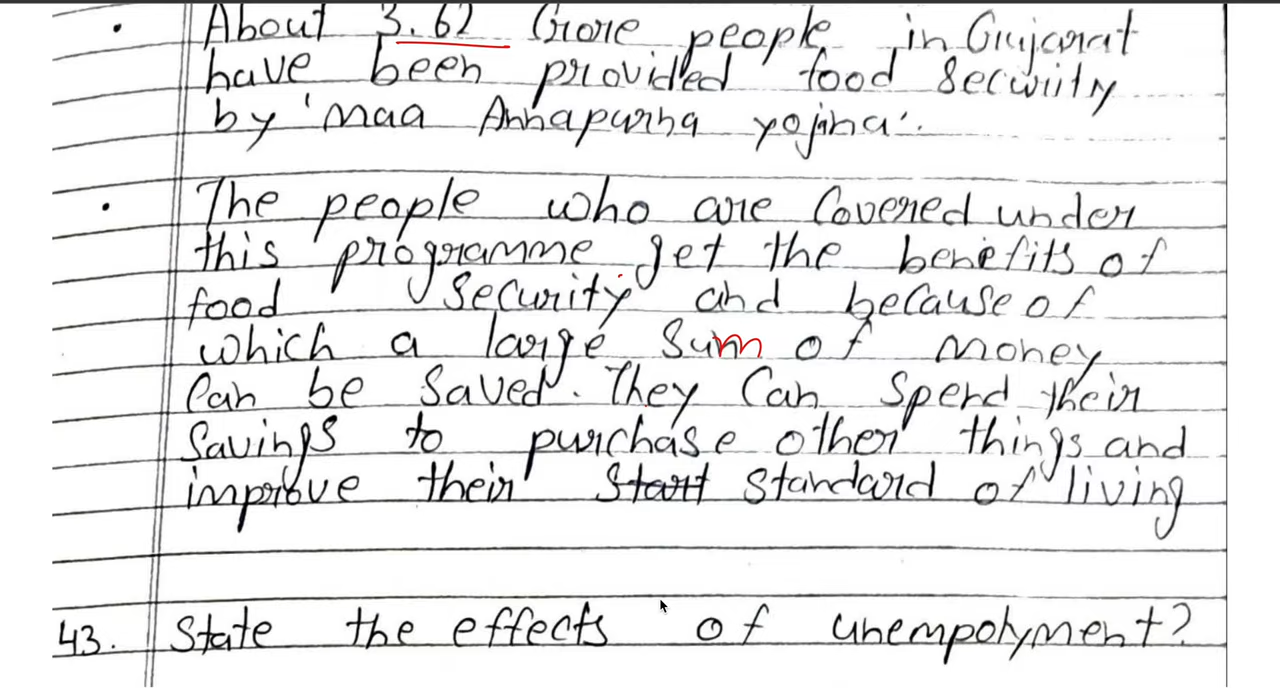 • About 3.62 Crore people in Gujarat
have been provided food security
by 'maa Annapurna yojna'.
• The people who are Covered under
this programme get the benefits of
food security and because of
which a large sum of money
Can be Saved. They Can Spend their
Savings to purchase other things and
improve their Start Standard of living
43. State the effects of unempolyment?